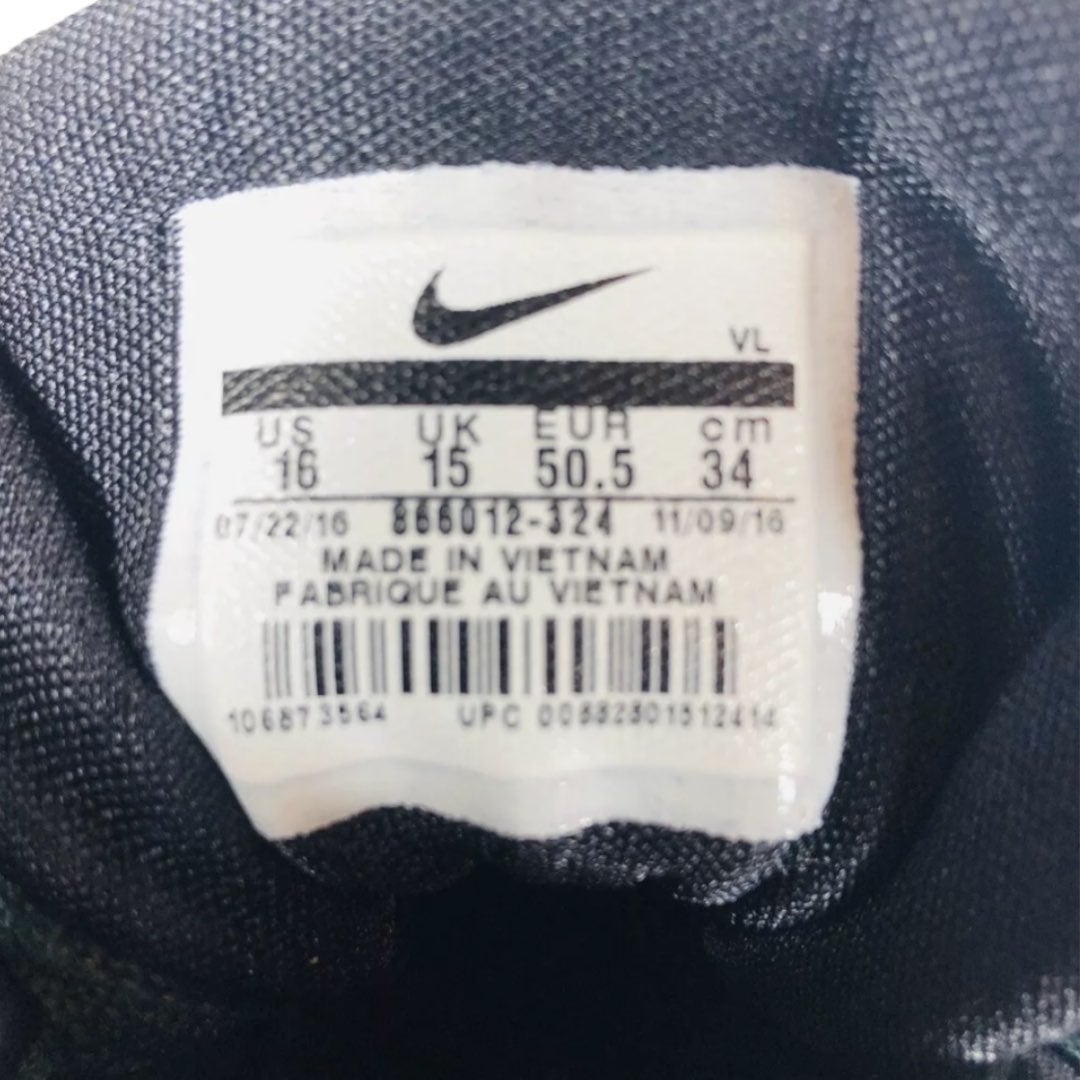 VL
US UK EUR cm
16 15 50.5 34
07/22/16 866012-324 11/09/16
MADE IN VIETNAM
FABRIQUE AU VIETNAM
106873564 UPC 00882801512414